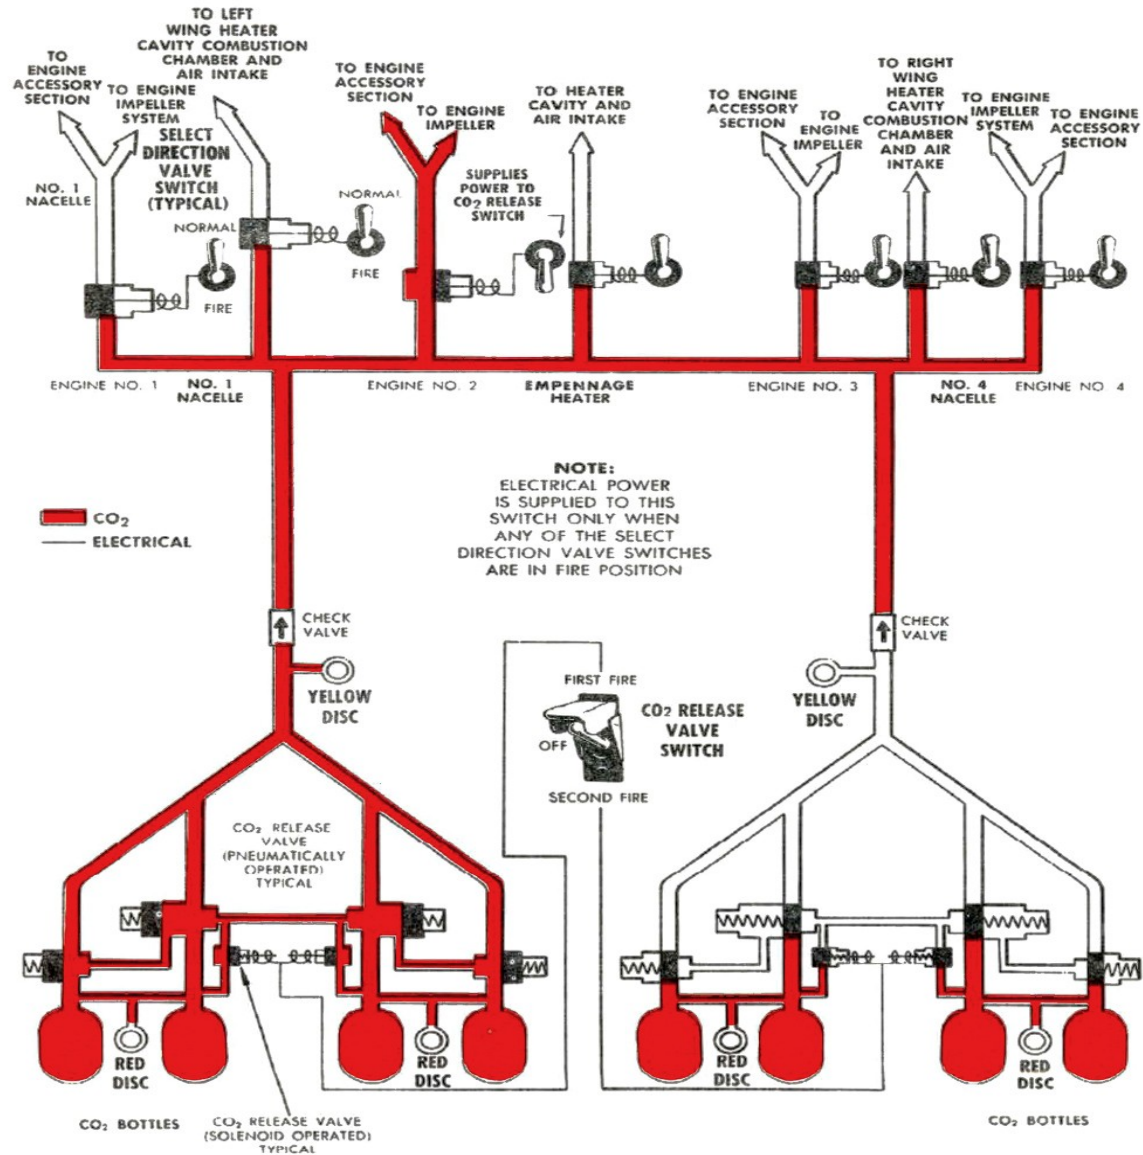 TO LEFT
WING HEATER
CAVITY COMBUSTION
CHAMBER AND
AIR INTAKE
TO
ENGINE
ACCESSORY
SECTION
TO ENGINE
IMPELLER
SYSTEM
SELECT
DIRECTION
VALVE
SWITCH
(TYPICAL)
NO. 1
NACELLE
NORMAL
FIRE
NORMAL
FIRE
TO ENGINE
ACCESSORY
SECTION
TO ENGINE
IMPELLER
SUPPLIES
POWER TO
CO₂ RELEASE
SWITCH
TO HEATER
CAVITY AND
AIR INTAKE
TO ENGINE
ACCESSORY
SECTION
TO
ENGINE
IMPELLER
TO RIGHT
WING
HEATER
CAVITY
COMBUSTION
CHAMBER
AND AIR
INTAKE
TO ENGINE
IMPELLER
SYSTEM
TO ENGINE
ACCESSORY
SECTION
ENGINE NO. 1
NO. 1
NACELLE
ENGINE NO. 2
EMPENNAGE
HEATER
ENGINE NO. 3
NO. 4
NACELLE
ENGINE NO. 4
NOTE:
ELECTRICAL POWER
IS SUPPLIED TO THIS
SWITCH ONLY WHEN
ANY OF THE SELECT
DIRECTION VALVE SWITCHES
ARE IN FIRE POSITION
CO₂
ELECTRICAL
CHECK
VALVE
YELLOW
DISC
FIRST FIRE
OFF
SECOND FIRE
CO₂ RELEASE
VALVE
SWITCH
CHECK
VALVE
YELLOW
DISC
CO₂ RELEASE
VALVE
(PNEUMATICALLY
OPERATED)
TYPICAL
RED
DISC
RED
DISC
RED
DISC
RED
DISC
CO₂ BOTTLES
CO₂ RELEASE VALVE
(SOLENOID OPERATED)
TYPICAL
CO₂ BOTTLES